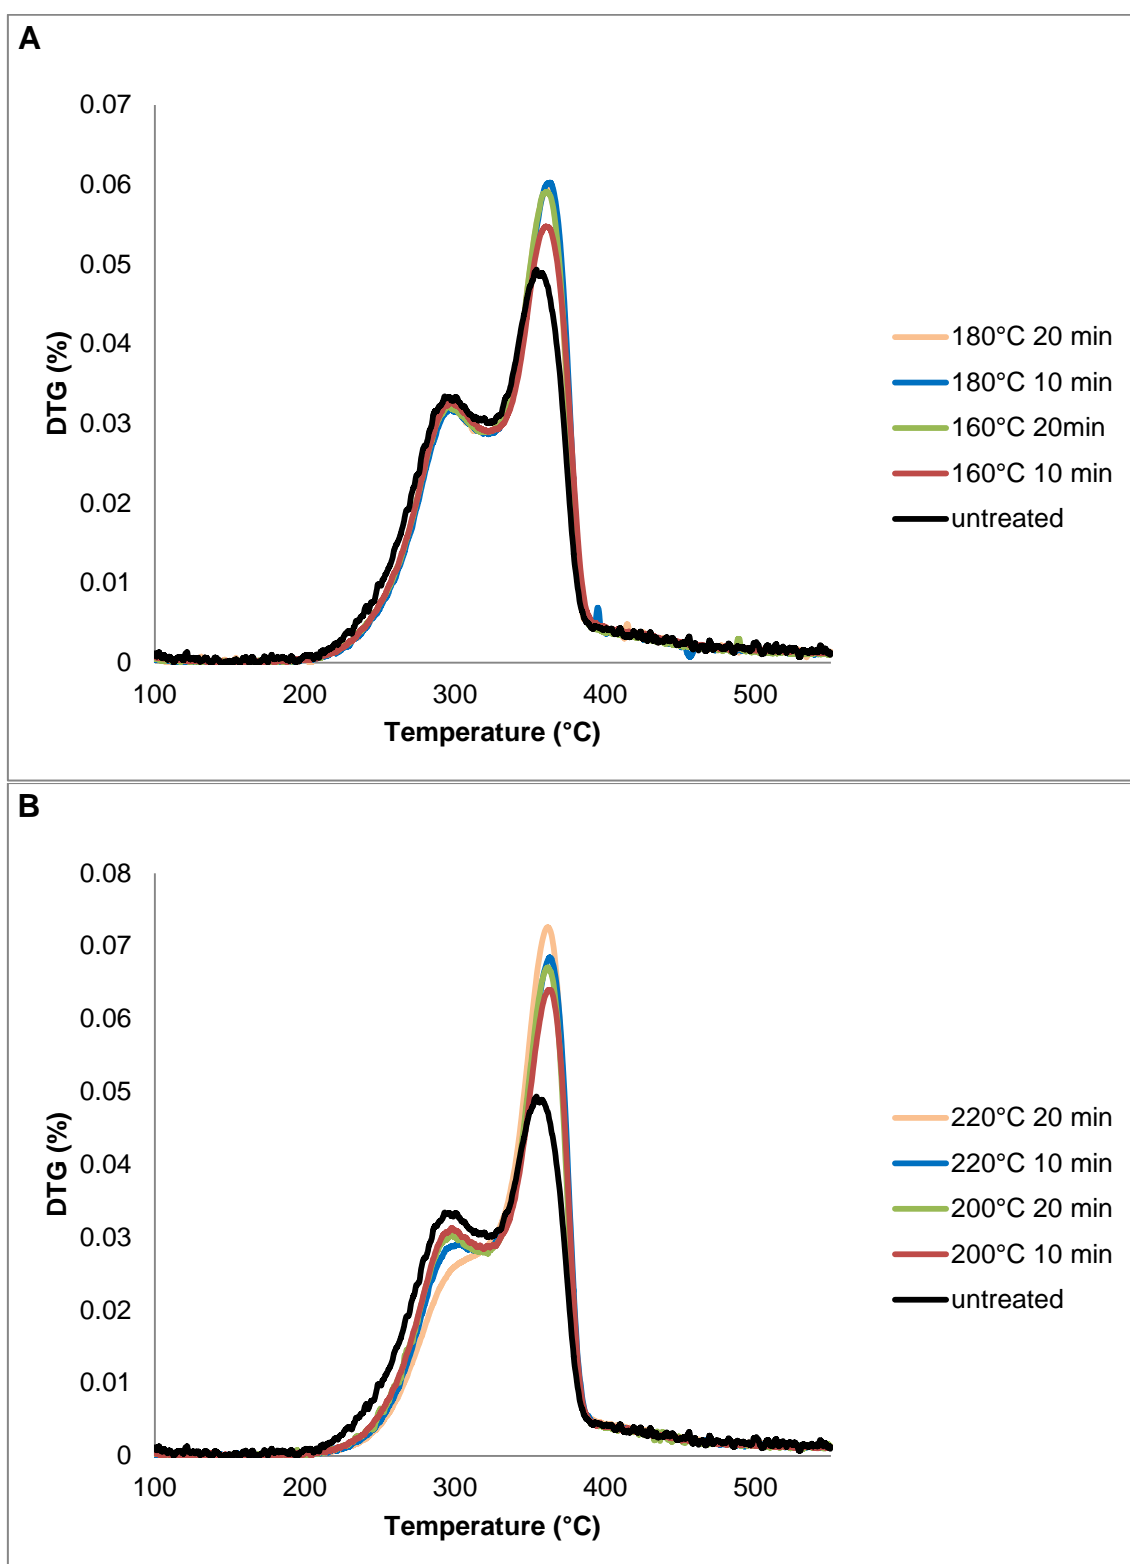 A
0.07
0.06
0.05
0.04
0.03
0.02
0.01
0
DTG (%)
100 200 300 400 500
Temperature (°C)
180°C 20 min
180°C 10 min
160°C 20min
160°C 10 min
untreated
B
0.08
0.07
0.06
0.05
0.04
0.03
0.02
0.01
0
DTG (%)
100 200 300 400 500
Temperature (°C)
220°C 20 min
220°C 10 min
200°C 20 min
200°C 10 min
untreated